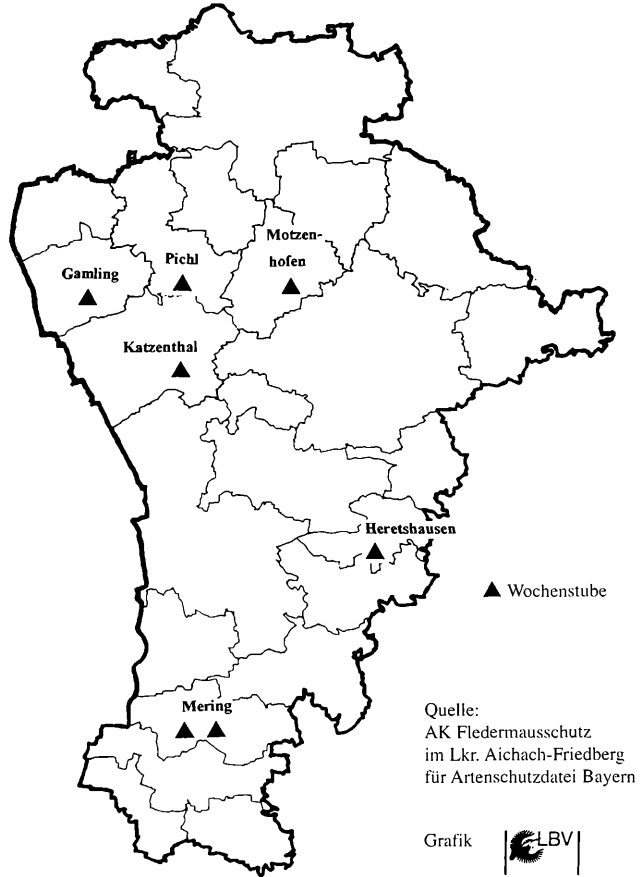 Motzen-
hofen
Pichl
Gamling
Katzenthal
Heretshausen
Wochenstube
Mering
Quelle:
AK Fledermausschutz
im Lkr. Aichach-Friedberg
für Artenschutzdatei Bayern
Grafik
LBV